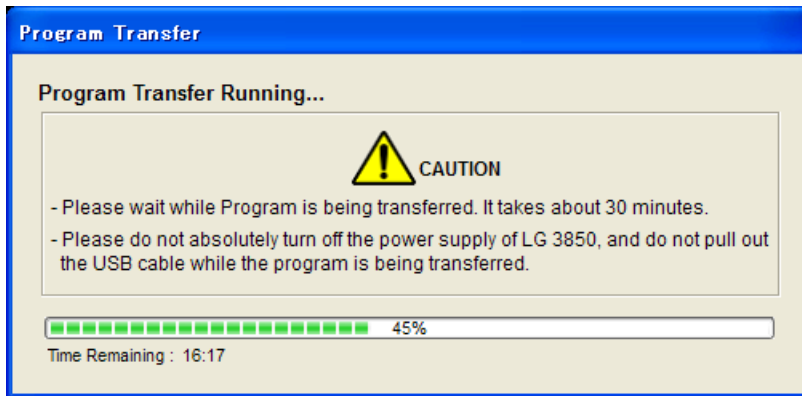 Program Transfer
Program Transfer Running...
CAUTION
- Please wait while Program is being transferred. It takes about 30 minutes.
- Please do not absolutely turn off the power supply of LG 3850, and do not pull out
the USB cable while the program is being transferred.
45%
Time Remaining : 16:17